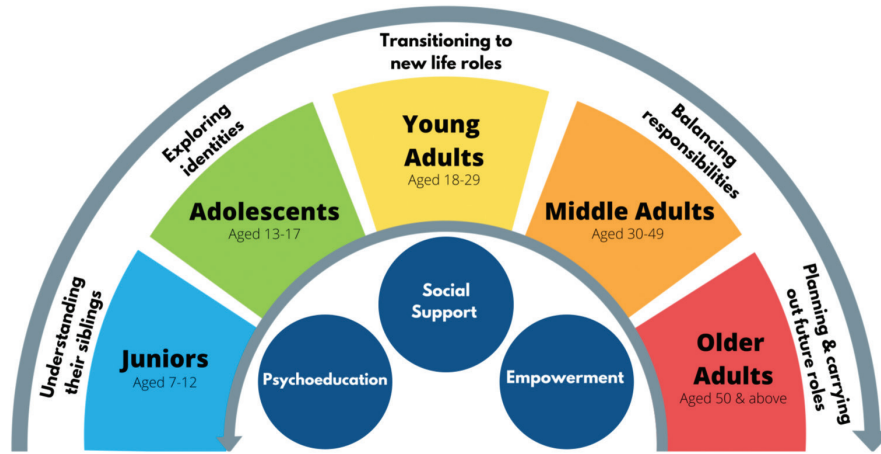 Understanding
their siblings
Juniors
Aged 7-12
Exploring
identities
Adolescents
Aged 13-17
Transitioning to
new life roles
Young
Adults
Aged 18-29
Balancing
responsibilities
Middle Adults
Aged 30-49
Planning & carrying
out future roles
Older
Adults
Aged 50 & above
Psychoeducation
Social
Support
Empowerment